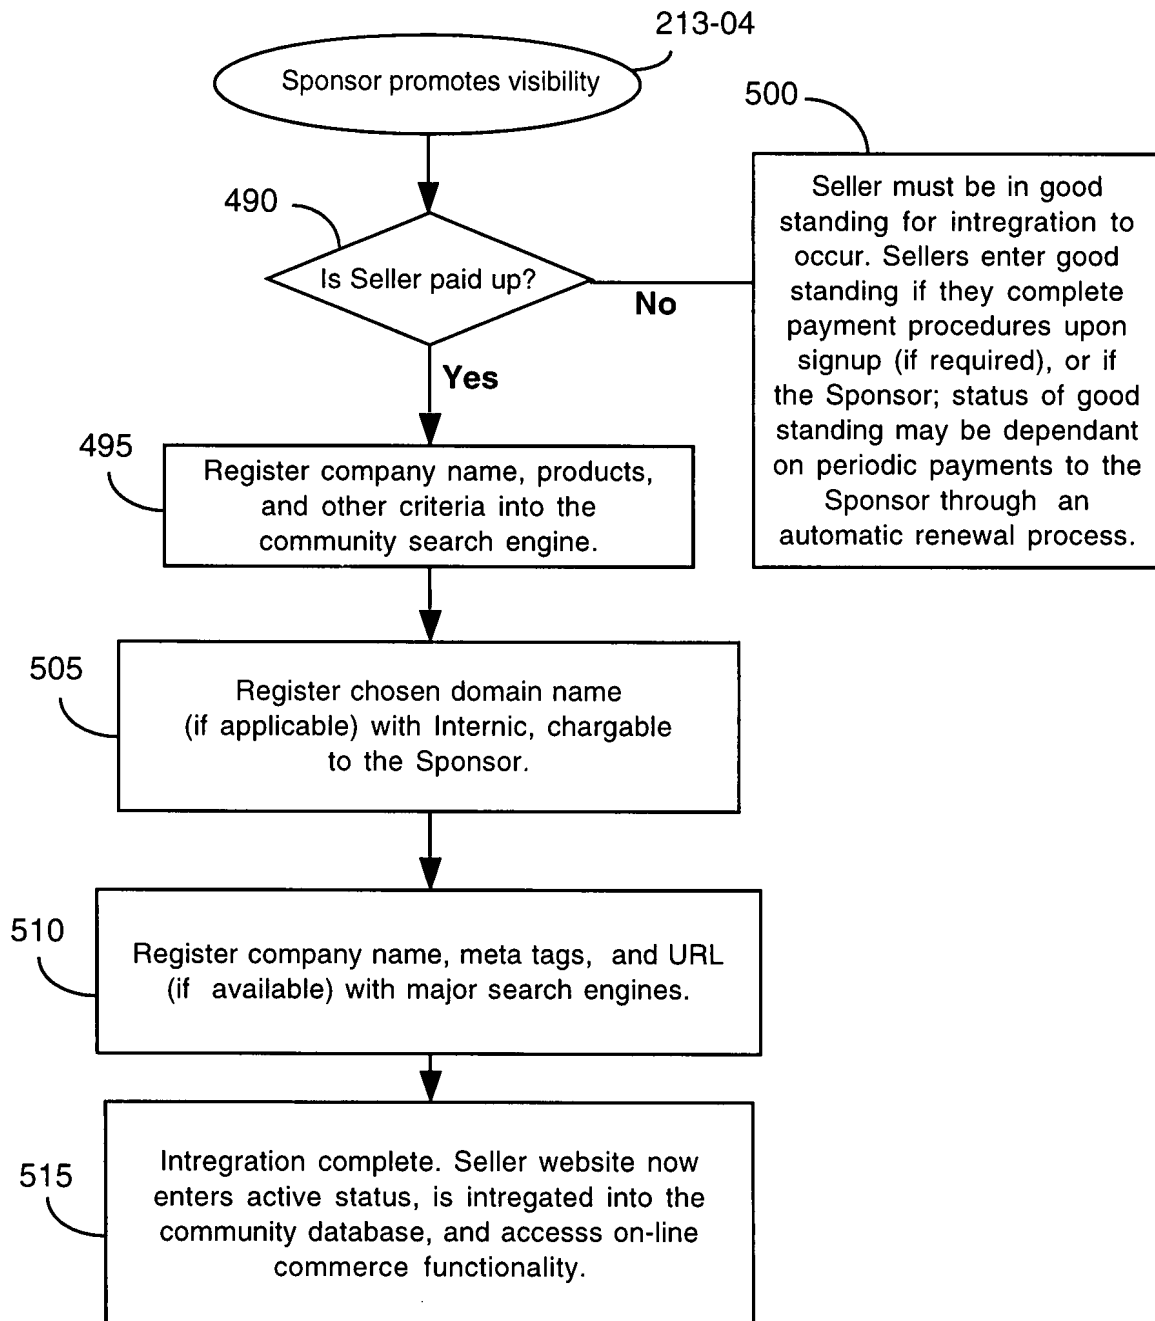 213-04
Sponsor promotes visibility
500
490
Is Seller paid up?
No
Yes
Seller must be in good
standing for intregration to
occur. Sellers enter good
standing if they complete
payment procedures upon
signup (if required), or if
the Sponsor; status of good
standing may be dependant
on periodic payments to the
Sponsor through an
automatic renewal process.
495
Register company name, products,
and other criteria into the
community search engine.
505
Register chosen domain name
(if applicable) with Internic, chargable
to the Sponsor.
510
Register company name, meta tags, and URL
(if available) with major search engines.
515
Intregration complete. Seller website now
enters active status, is intregated into the
community database, and accesss on-line
commerce functionality.